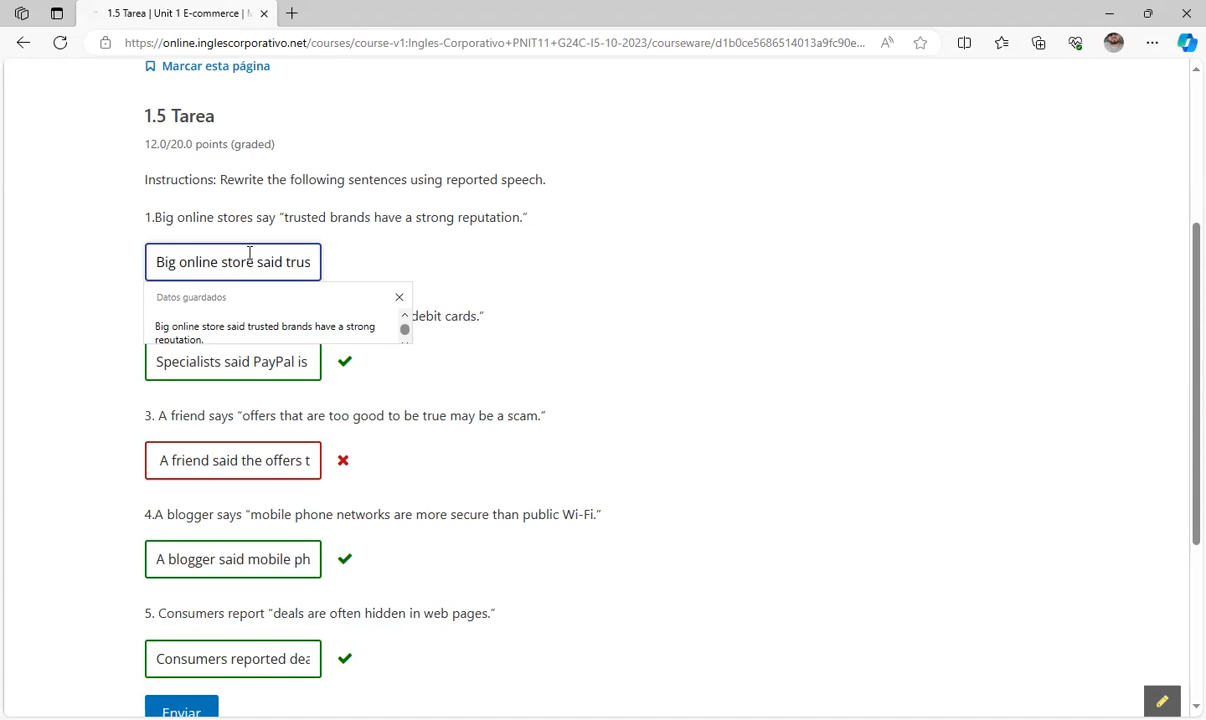 1.5 Tarea | Unit 1 E-commerce |
https://online.inglescorporativo.net/courses/course-v1:Ingles-Corporativo+PNIT11+G24C-I5-10-2023/courseware/d1b0ce5686514013a9fc90e...
Marcar esta página
1.5 Tarea
12.0/20.0 points (graded)
Instructions: Rewrite the following sentences using reported speech.
1.Big online stores say “trusted brands have a strong reputation.”
Big online store said trus
Datos guardados
debit cards.”
Big online store said trusted brands have a strong
reputation.
Specialists said PayPal is
3. A friend says “offers that are too good to be true may be a scam.”
A friend said the offers t
4.A blogger says “mobile phone networks are more secure than public Wi-Fi.”
A blogger said mobile ph
5. Consumers report “deals are often hidden in web pages.”
Consumers reported dea
Enviar